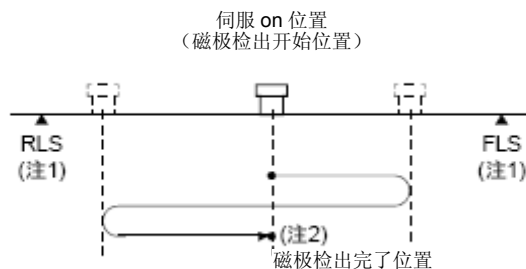 伺服 on 位置
（磁极检出开始位置）
RLS
(注1)
FLS
(注1)
(注2)
磁极检出完了位置